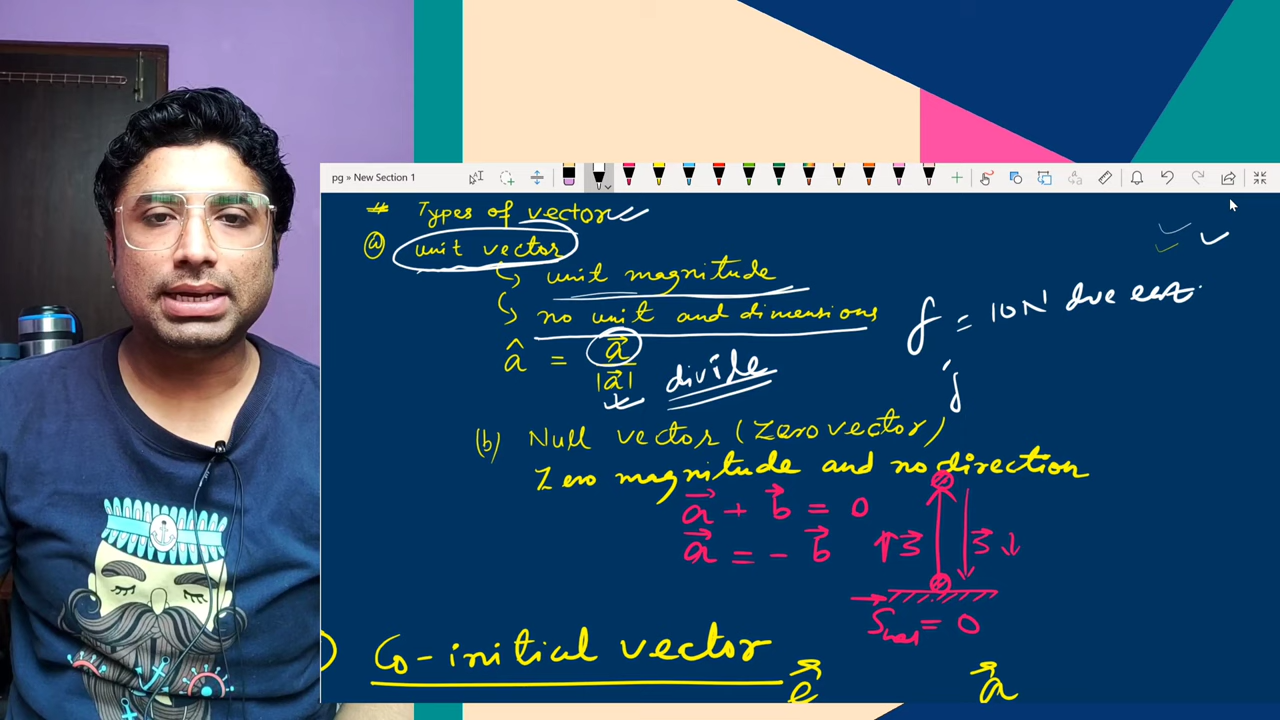 pg » New Section 1
Types of vector
(a) unit vector
unit magnitude
no unit and dimensions
â = a⃗ / |a⃗|
divide
f = 10N due east
(b) Null vector (Zero vector)
Zero magnitude and no direction
a⃗ + b⃗ = 0
a⃗ = - b⃗
↑3 3↓
= 0
Co-initial vector
e⃗ a⃗